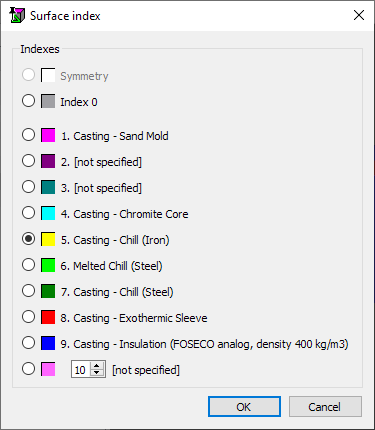 Surface index
Indexes
Symmetry
Index 0
1. Casting - Sand Mold
2. [not specified]
3. [not specified]
4. Casting - Chromite Core
5. Casting - Chill (Iron)
6. Melted Chill (Steel)
7. Casting - Chill (Steel)
8. Casting - Exothermic Sleeve
9. Casting - Insulation (FOSECO analog, density 400 kg/m3)
10 [not specified]
OK Cancel